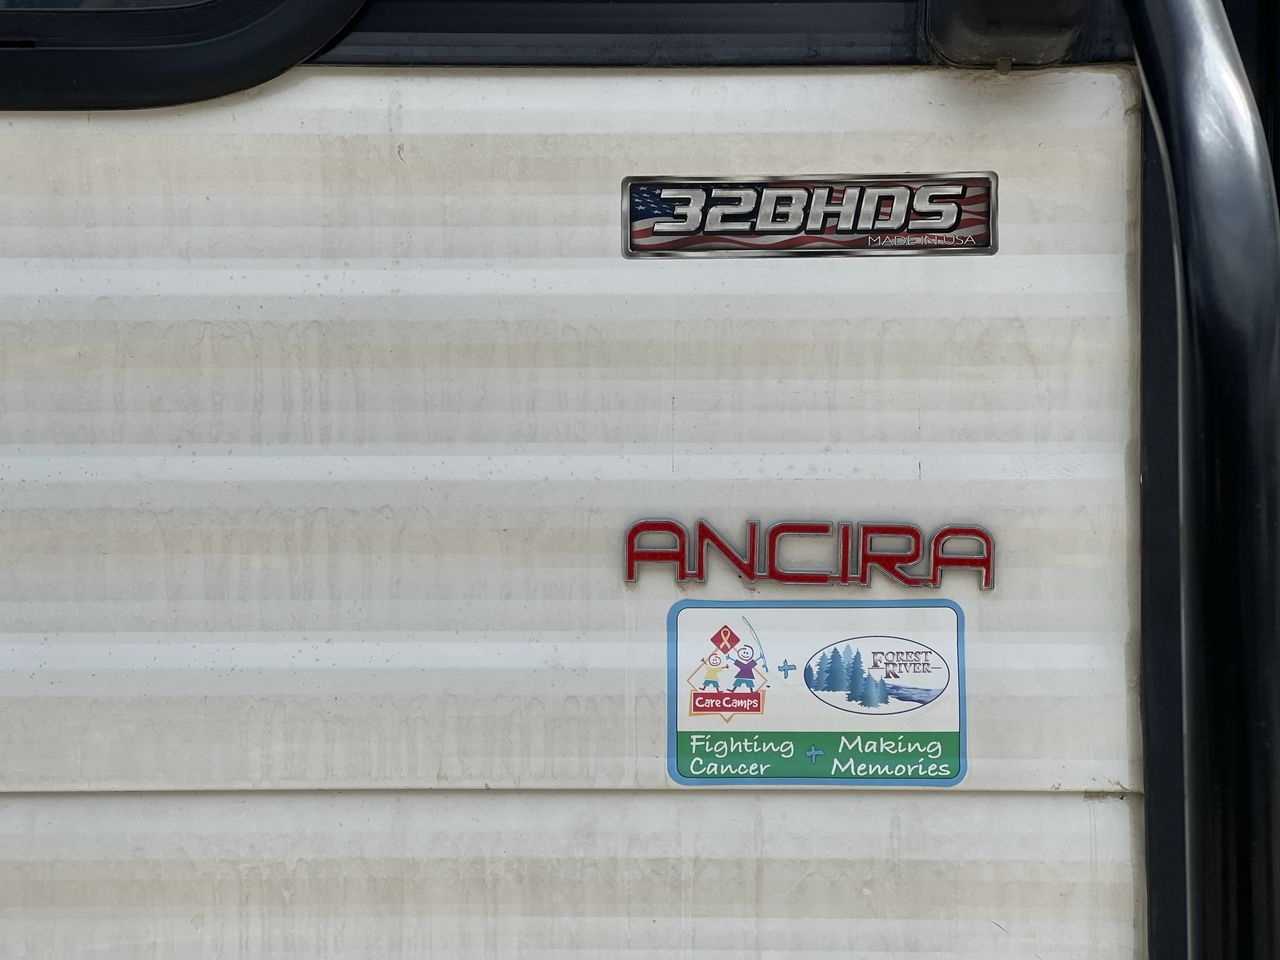 32BHDS
MADE IN USA
ANCIRA
Care Camps
+
FOREST
RIVER
Fighting
Cancer
+
Making
Memories